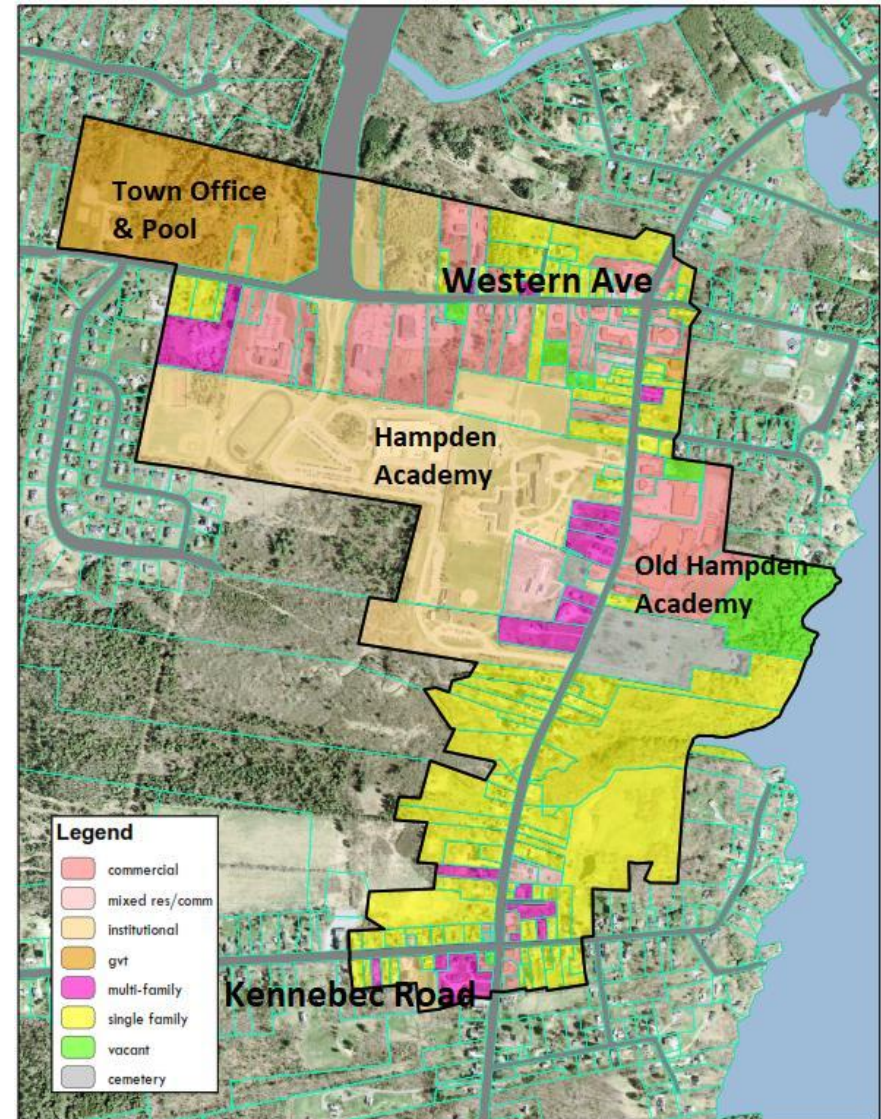 Town Office
& Pool
Western Ave
Hampden
Academy
Old Hampden
Academy
Kennebec Road
Legend
commercial
mixed res/comm
institutional
gvt
multi-family
single family
vacant
cemetery